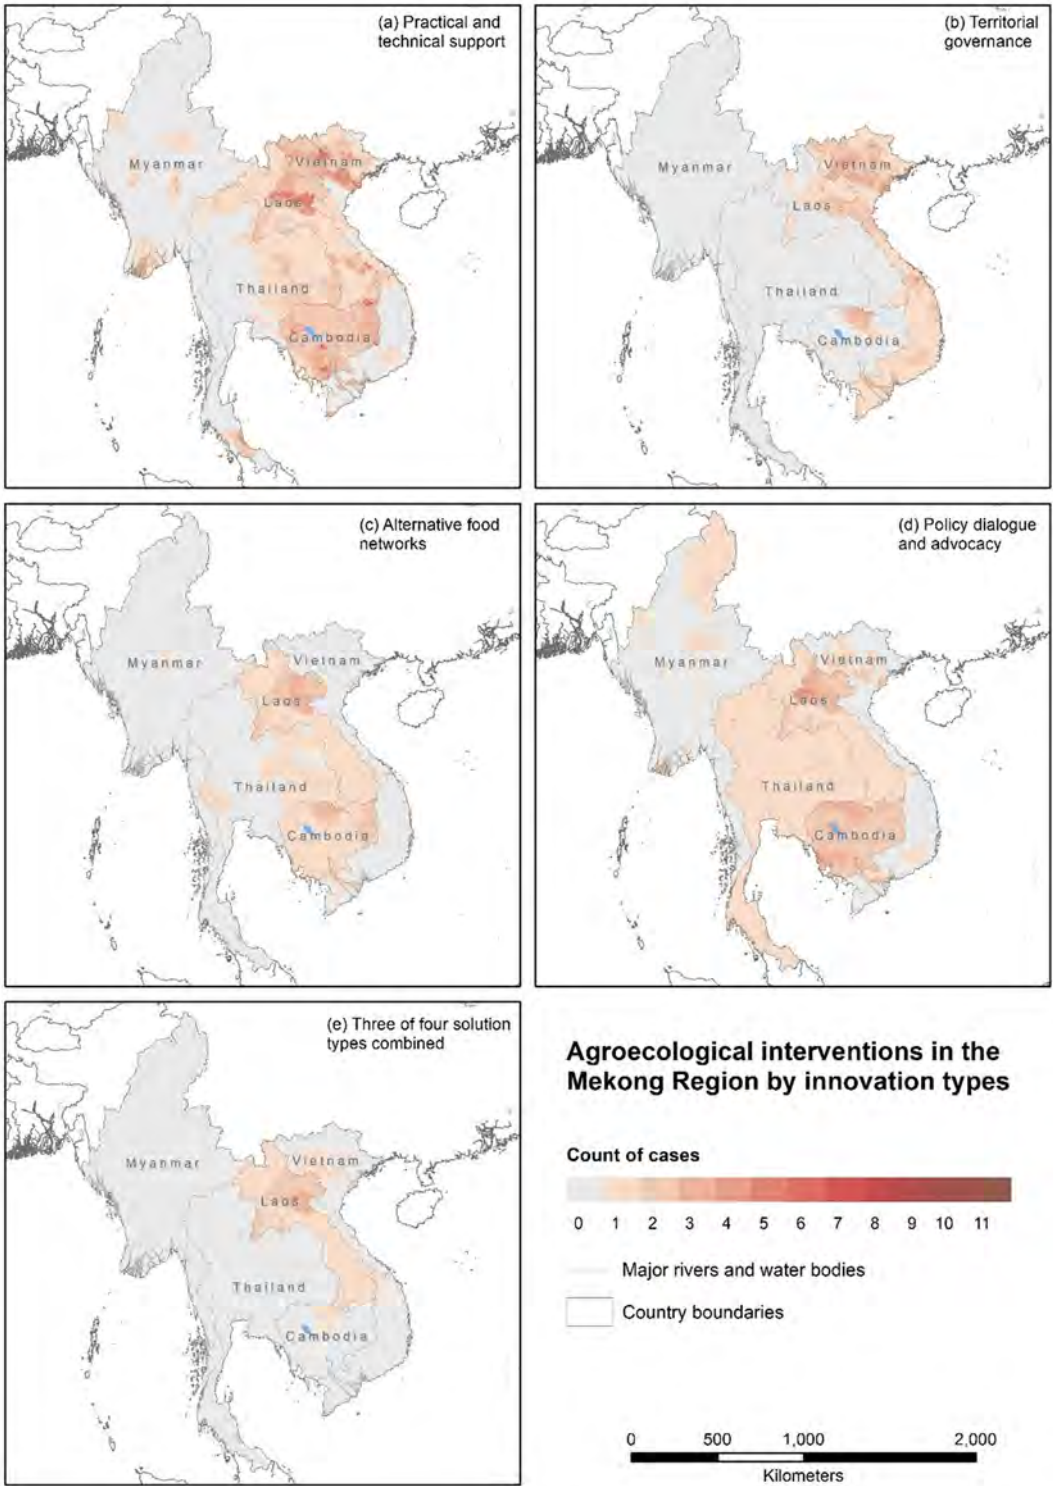 (a) Practical and
technical support
Myanmar
Vietnam
Laos
Thailand
Cambodia
(b) Territorial
governance
Myanmar
Vietnam
Laos
Thailand
Cambodia
(c) Alternative food
networks
Myanmar
Vietnam
Laos
Thailand
Cambodia
(d) Policy dialogue
and advocacy
Myanmar
Vietnam
Laos
Thailand
Cambodia
(e) Three of four solution
types combined
Myanmar
Vietnam
Laos
Thailand
Cambodia
Agroecological interventions in the
Mekong Region by innovation types
Count of cases
0 1 2 3 4 5 6 7 8 9 10 11
Major rivers and water bodies
Country boundaries
0 500 1,000 2,000
Kilometers